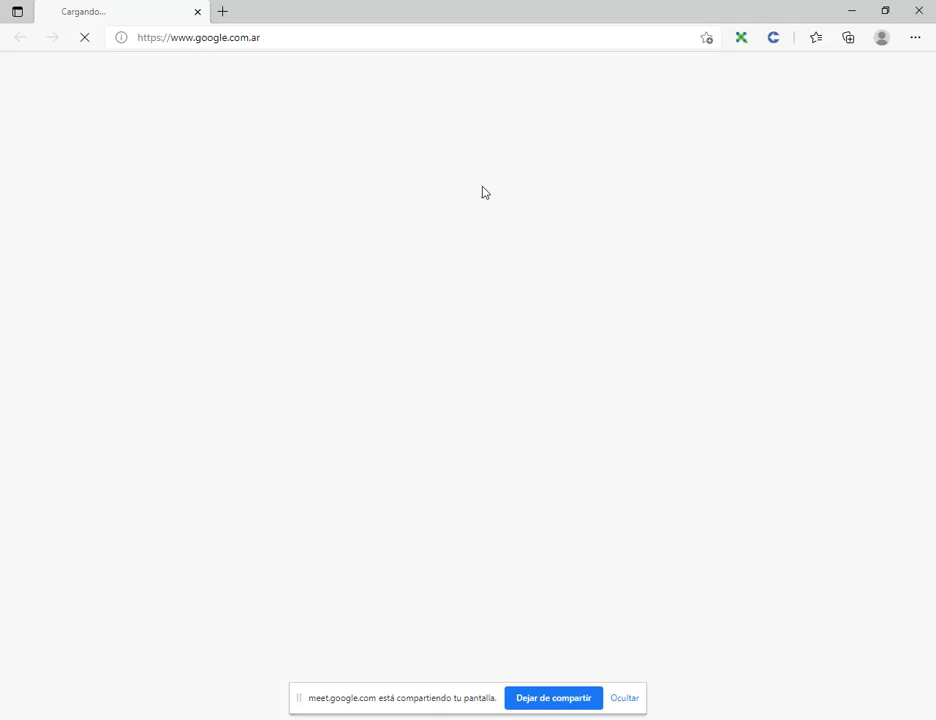 Cargando...
https://www.google.com.ar
meet.google.com está compartiendo tu pantalla.
Dejar de compartir
Ocultar